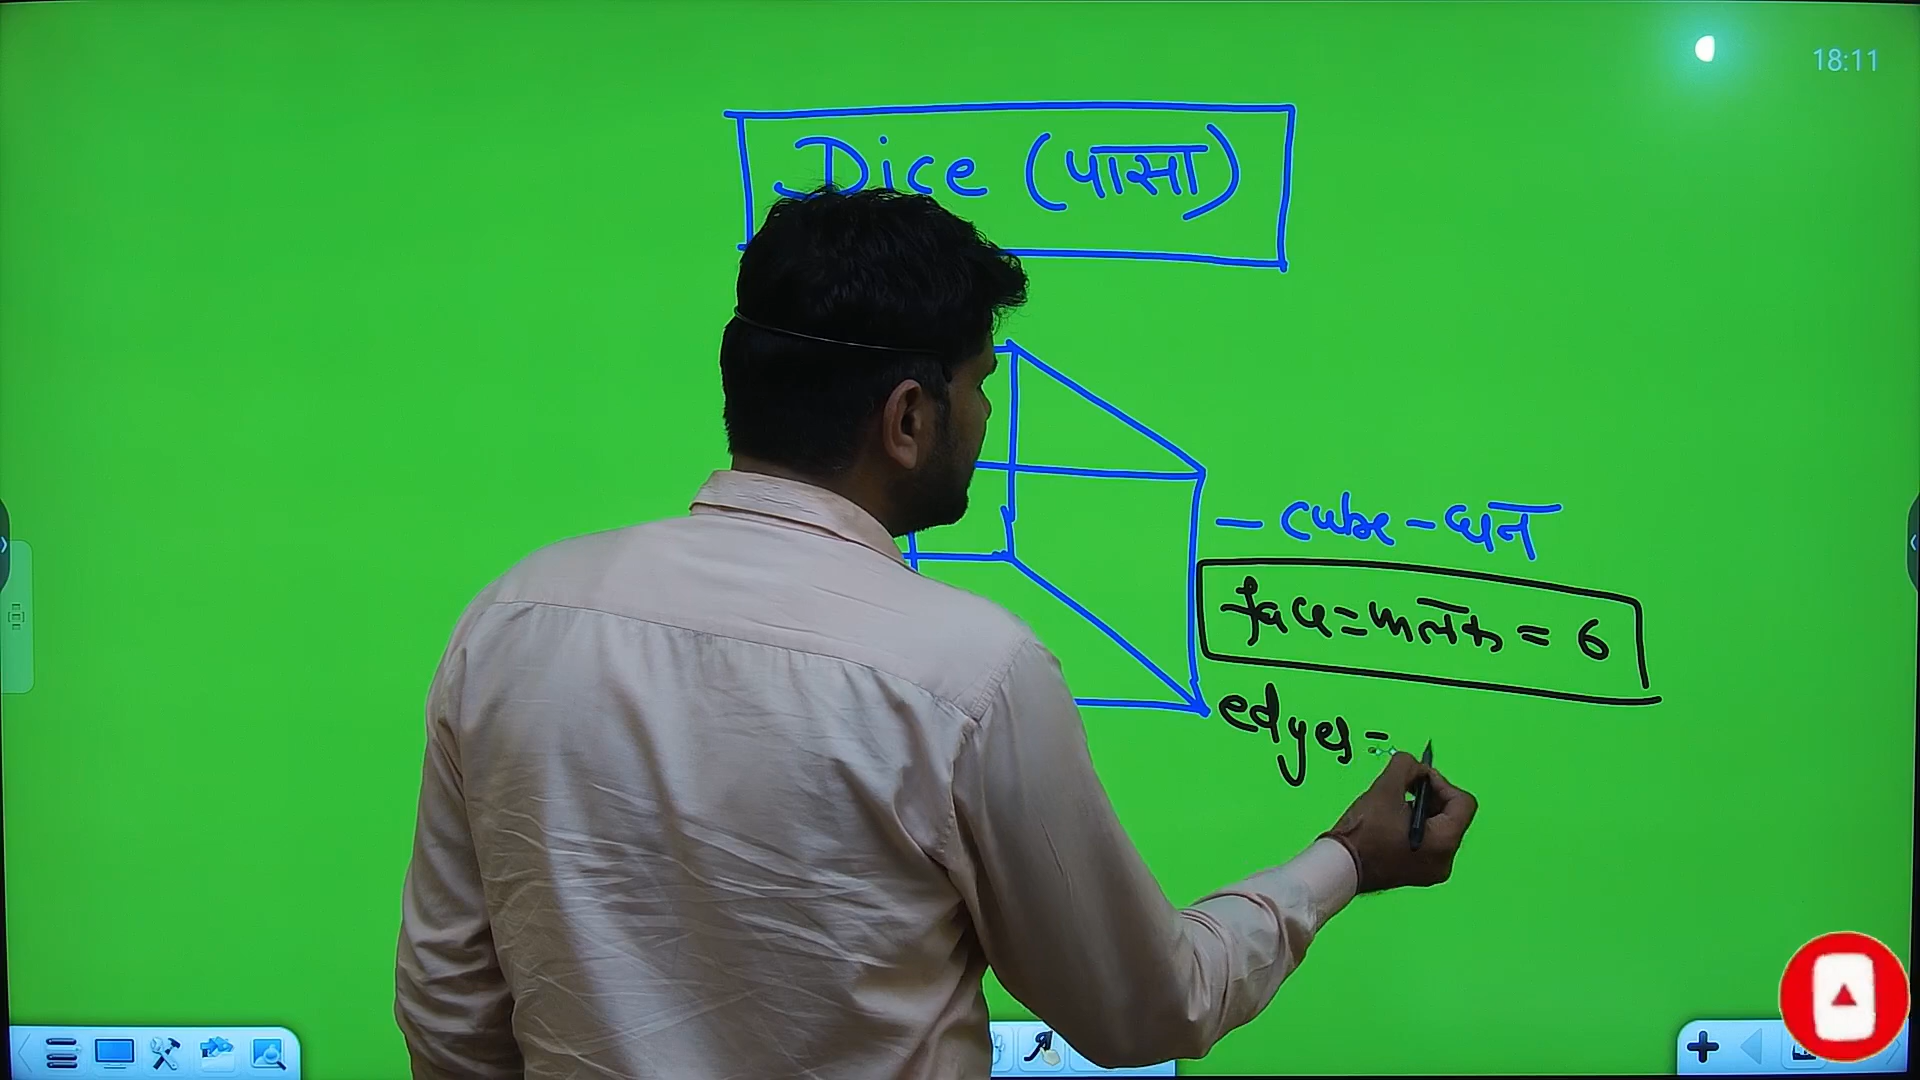 18:11
Dice (पासा)
- cube - घन
face = फलक = 6
edges =